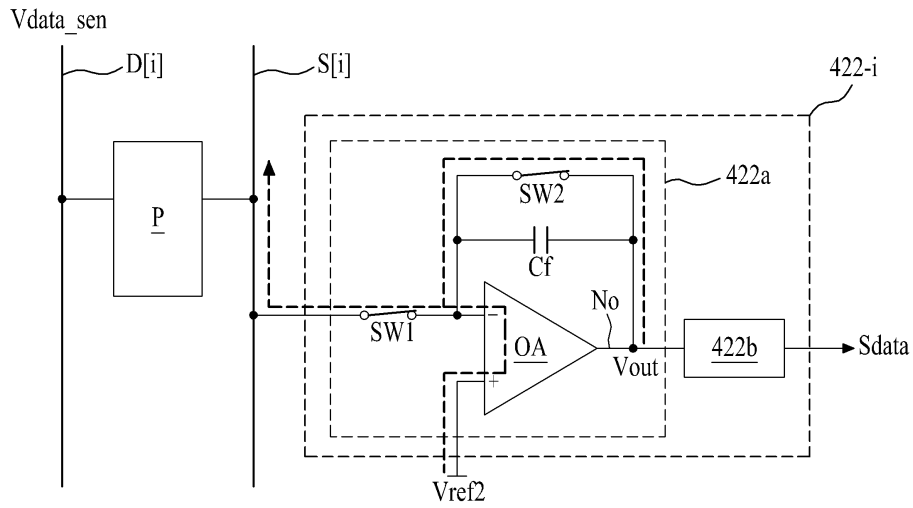 Vdata_sen
D[i]
S[i]
422-i
422a
SW2
P
Cf
No
SW1
−
OA
+
Vout
422b
Sdata
Vref2